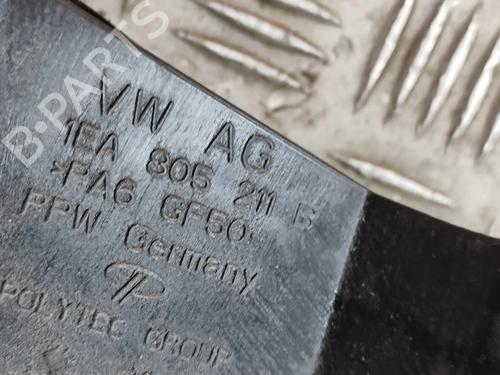 B-PARTS
VW AG
1EA 805 211 B
>PA6 GF50<
PPW Germany
POLYTEC GROUP